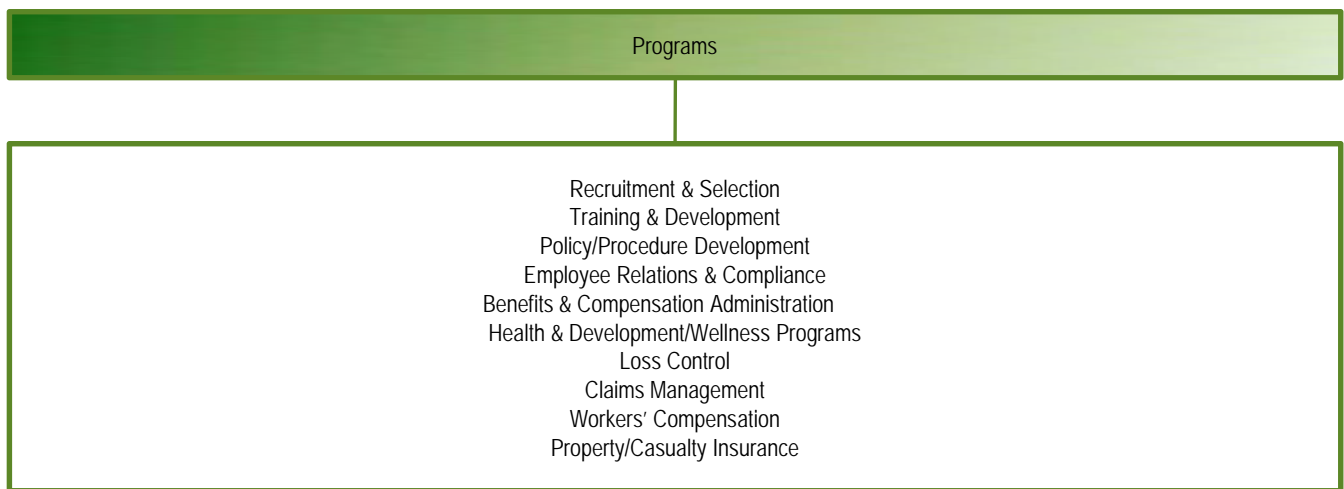 Programs
Recruitment & Selection
Training & Development
Policy/Procedure Development
Employee Relations & Compliance
Benefits & Compensation Administration
Health & Development/Wellness Programs
Loss Control
Claims Management
Workers’ Compensation
Property/Casualty Insurance